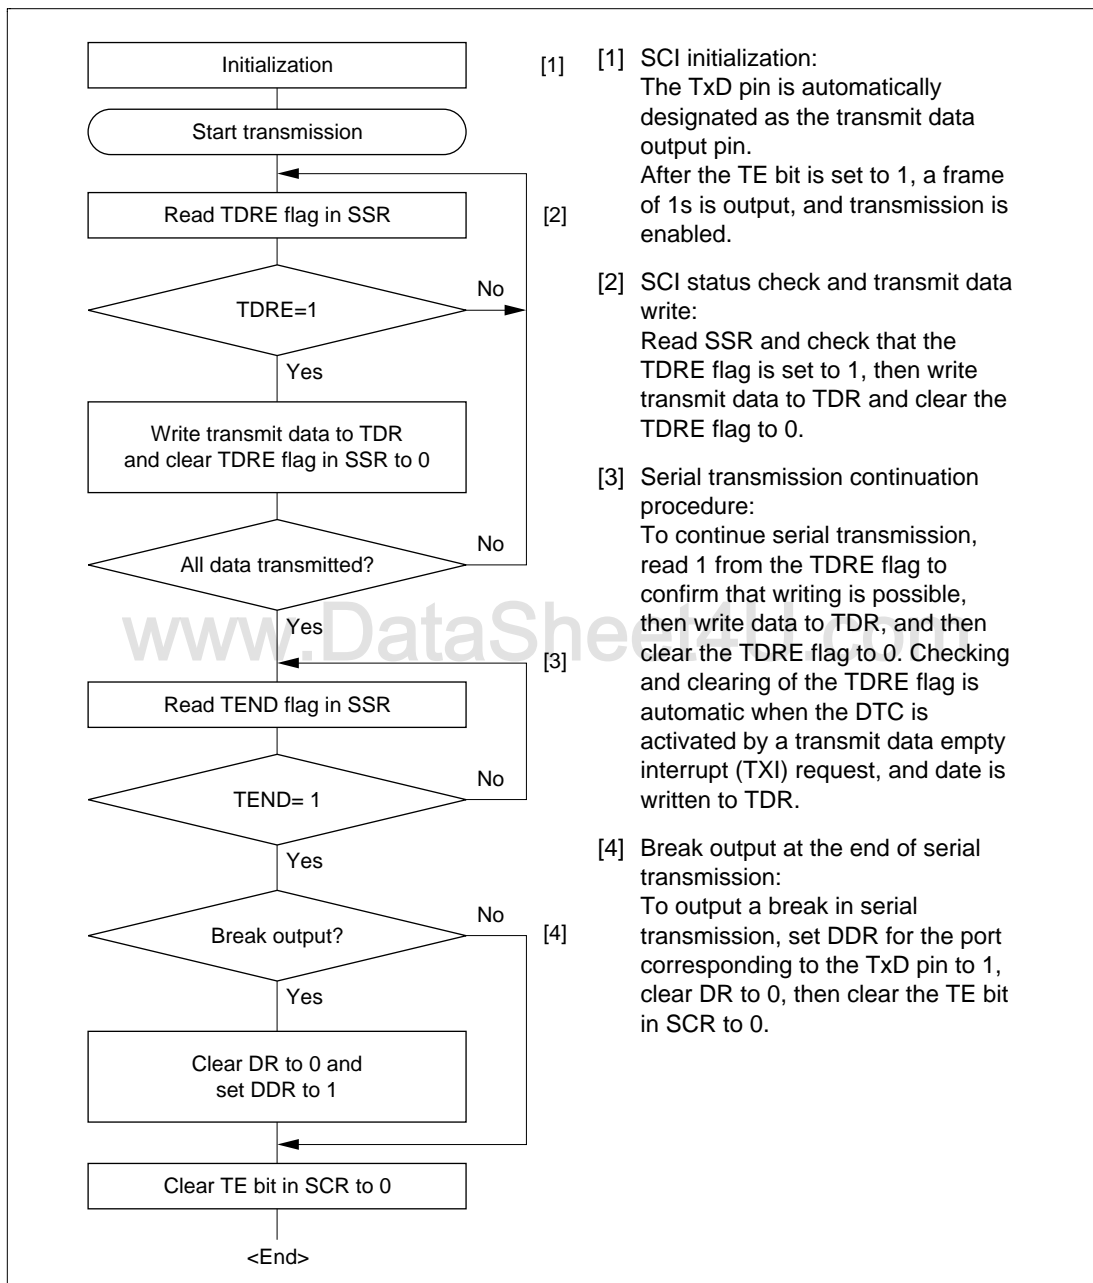 Initialization
[1]
Start transmission
Read TDRE flag in SSR
[2]
TDRE=1
No
Yes
Write transmit data to TDR
and clear TDRE flag in SSR to 0
All data transmitted?
No
Yes
[3]
Read TEND flag in SSR
TEND= 1
No
Yes
Break output?
No
[4]
Yes
Clear DR to 0 and
set DDR to 1
Clear TE bit in SCR to 0
<End>
[1] SCI initialization:
The TxD pin is automatically
designated as the transmit data
output pin.
After the TE bit is set to 1, a frame
of 1s is output, and transmission is
enabled.
[2] SCI status check and transmit data
write:
Read SSR and check that the
TDRE flag is set to 1, then write
transmit data to TDR and clear the
TDRE flag to 0.
[3] Serial transmission continuation
procedure:
To continue serial transmission,
read 1 from the TDRE flag to
confirm that writing is possible,
then write data to TDR, and then
clear the TDRE flag to 0. Checking
and clearing of the TDRE flag is
automatic when the DTC is
activated by a transmit data empty
interrupt (TXI) request, and date is
written to TDR.
[4] Break output at the end of serial
transmission:
To output a break in serial
transmission, set DDR for the port
corresponding to the TxD pin to 1,
clear DR to 0, then clear the TE bit
in SCR to 0.
www.DataSheet4U.com